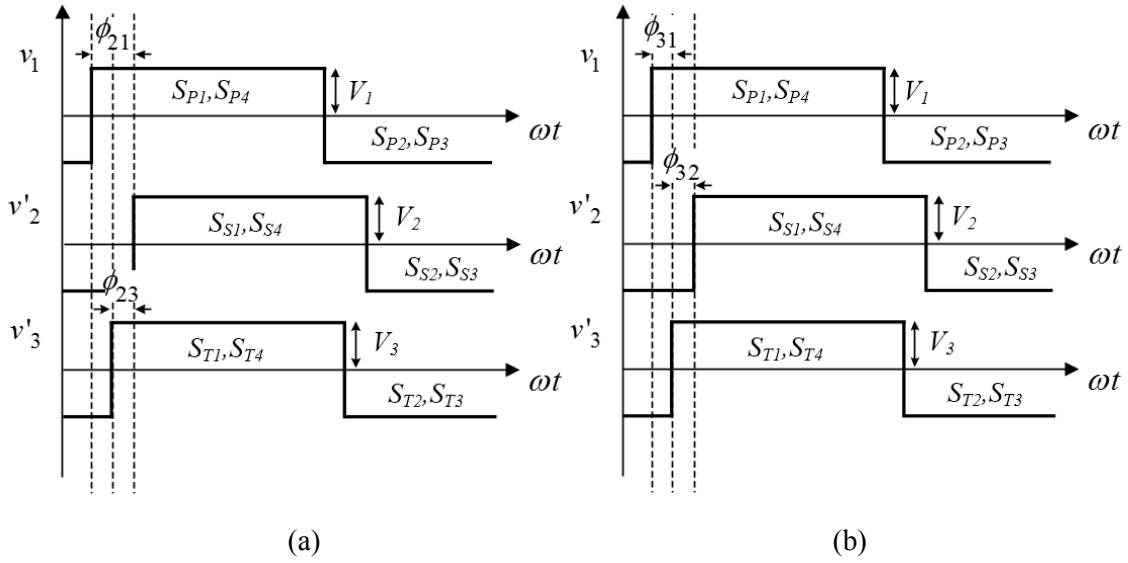 ϕ21
v1
V1
SP1,SP4
SP2,SP3
ωt
v'2
V2
SS1,SS4
SS2,SS3
ωt
ϕ23
v'3
V3
ST1,ST4
ST2,ST3
ωt
(a)
ϕ31
v1
V1
SP1,SP4
SP2,SP3
ωt
ϕ32
v'2
V2
SS1,SS4
SS2,SS3
ωt
v'3
V3
ST1,ST4
ST2,ST3
ωt
(b)